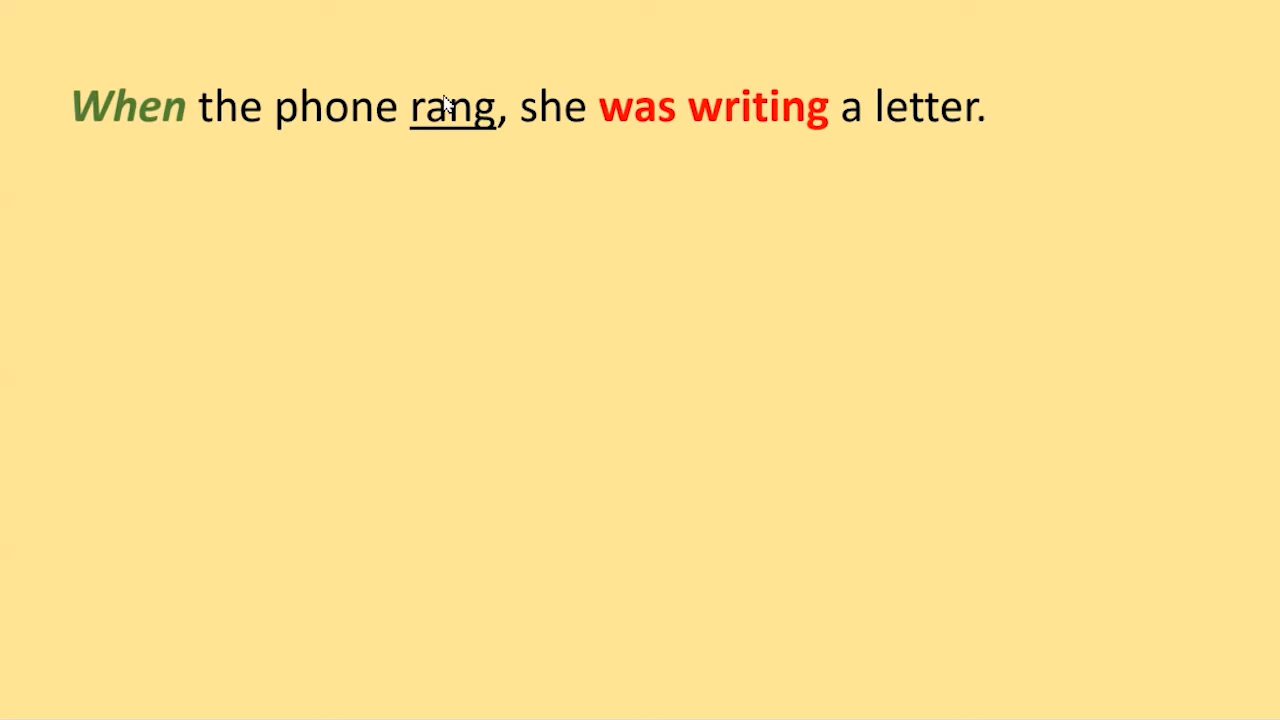 When the phone rang, she was writing a letter.